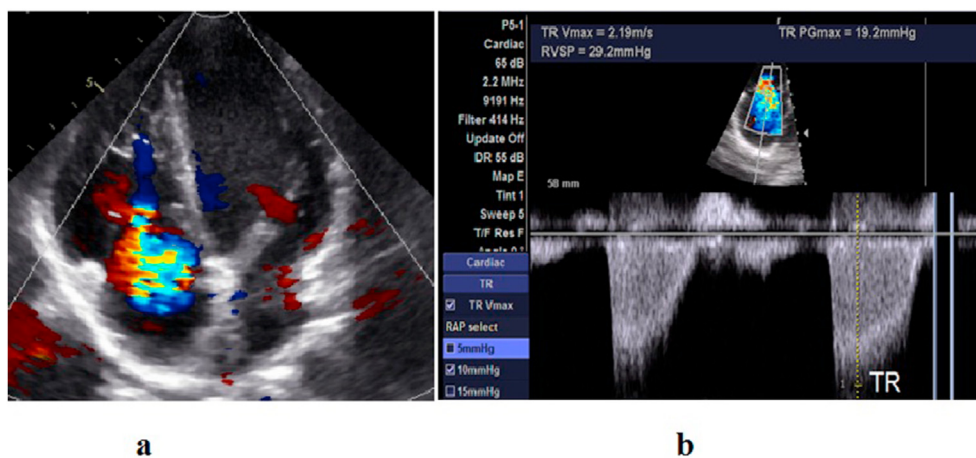 5
P5-1
Cardiac
65 dB
2.2 MHz
9191 Hz
Filter 414 Hz
Update Off
IDR: 55 dB
Map E
Tint 1
Sweep 5
T/F Res F
TR Vmax = 2.19m/s TR PGmax = 19.2mmHg
RVSP = 29.2mmHg
58 mm
Cardiac
TR
TR Vmax
RAP select
5mmHg
10mmHg
15mmHg
1
TR
a b